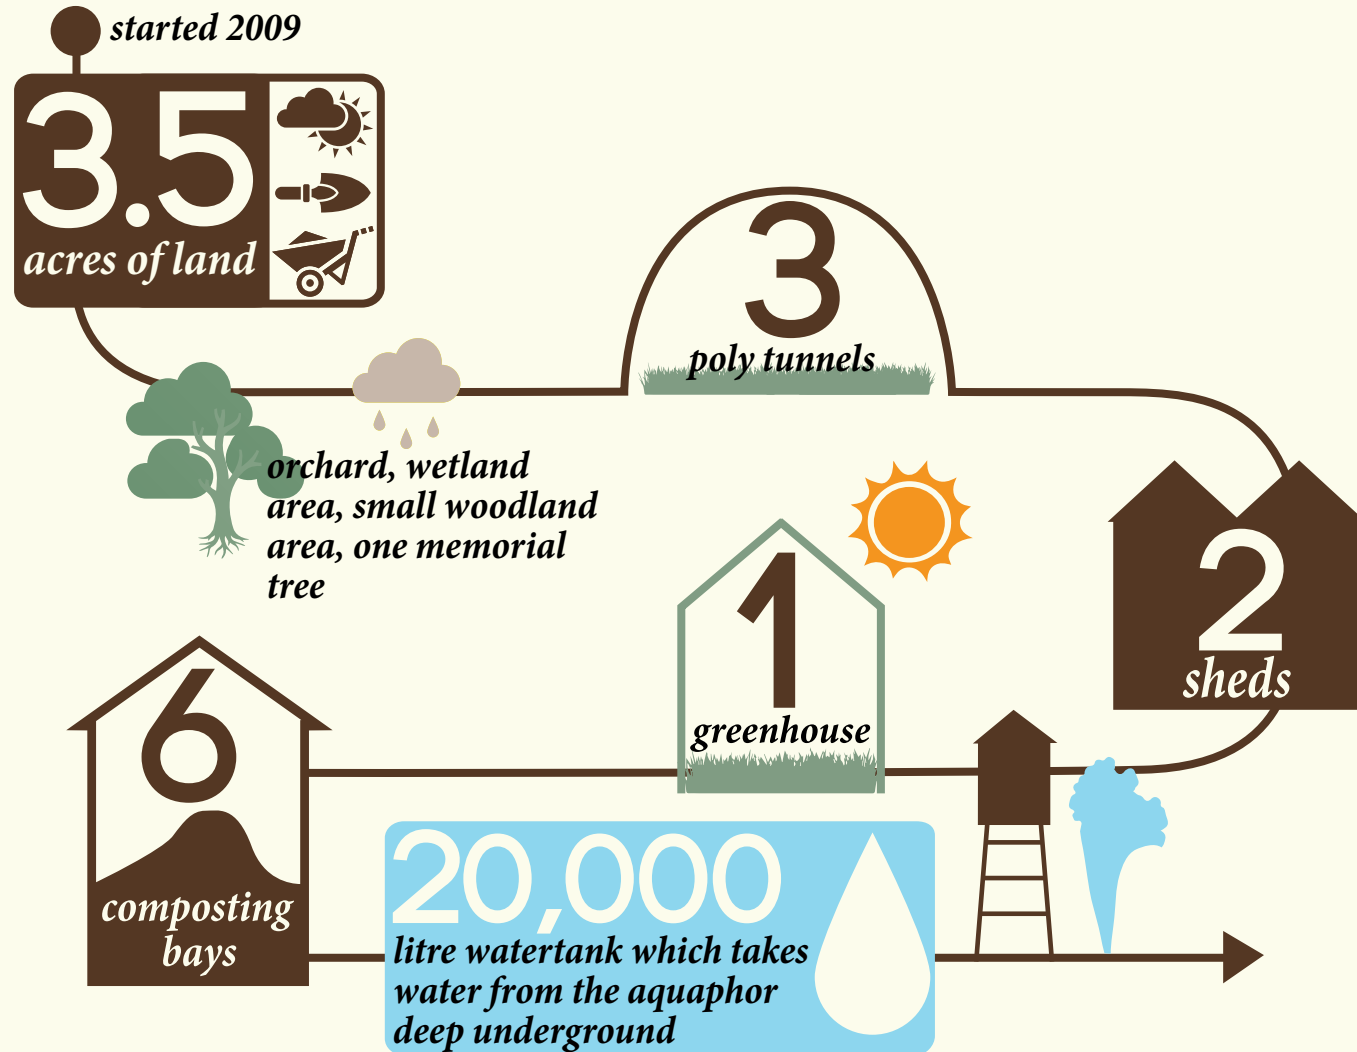 started 2009
3.5
acres of land
3
poly tunnels
orchard, wetland
area, small woodland
area, one memorial
tree
2
sheds
1
greenhouse
6
composting
bays
20,000
litre watertank which takes
water from the aquaphor
deep underground